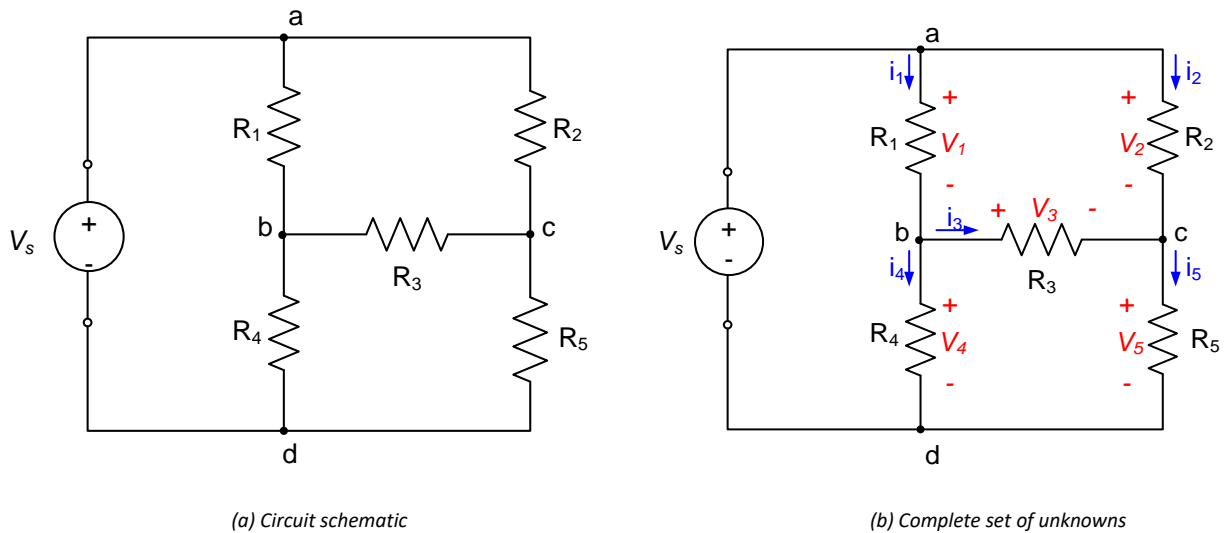 a
R1
R2
Vs
+
-
b
c
R3
R4
R5
d
(a) Circuit schematic
a
i1
i2
+
+
R1
V1
V2
R2
-
-
Vs
+
-
b
i3
+
V3
-
c
i4
R3
i5
+
+
R4
V4
V5
R5
-
-
d
(b) Complete set of unknowns